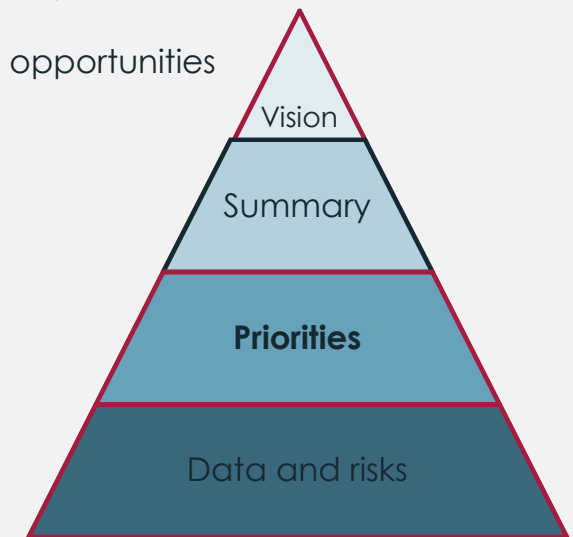 opportunities
Vision
Summary
Priorities
Data and risks